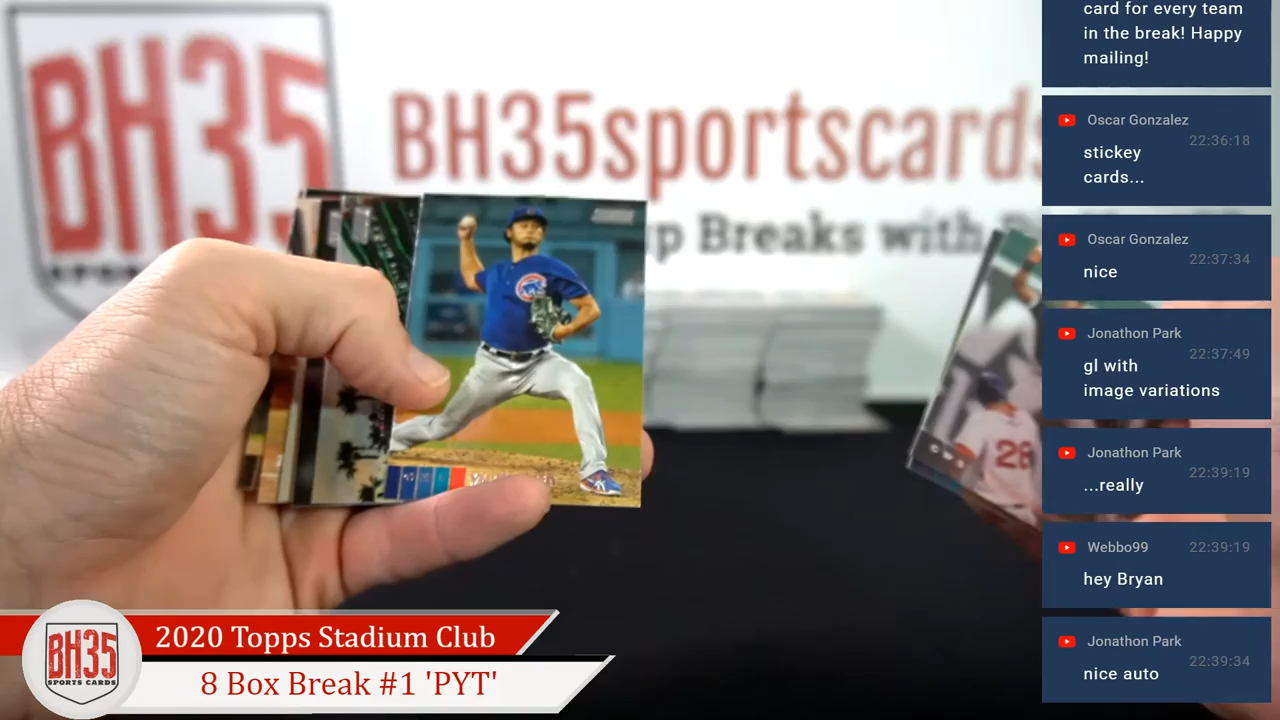 BH35
SPORTS CA
BH35sportscards
p Breaks with
28
card for every team
in the break! Happy
mailing!
Oscar Gonzalez
22:36:18
stickey
cards...
Oscar Gonzalez
22:37:34
nice
Jonathon Park
22:37:49
gl with
image variations
Jonathon Park
22:39:19
...really
Webbo99
22:39:19
hey Bryan
Jonathon Park
22:39:34
nice auto
BH35
SPORTS CARDS
2020 Topps Stadium Club
8 Box Break #1 'PYT'